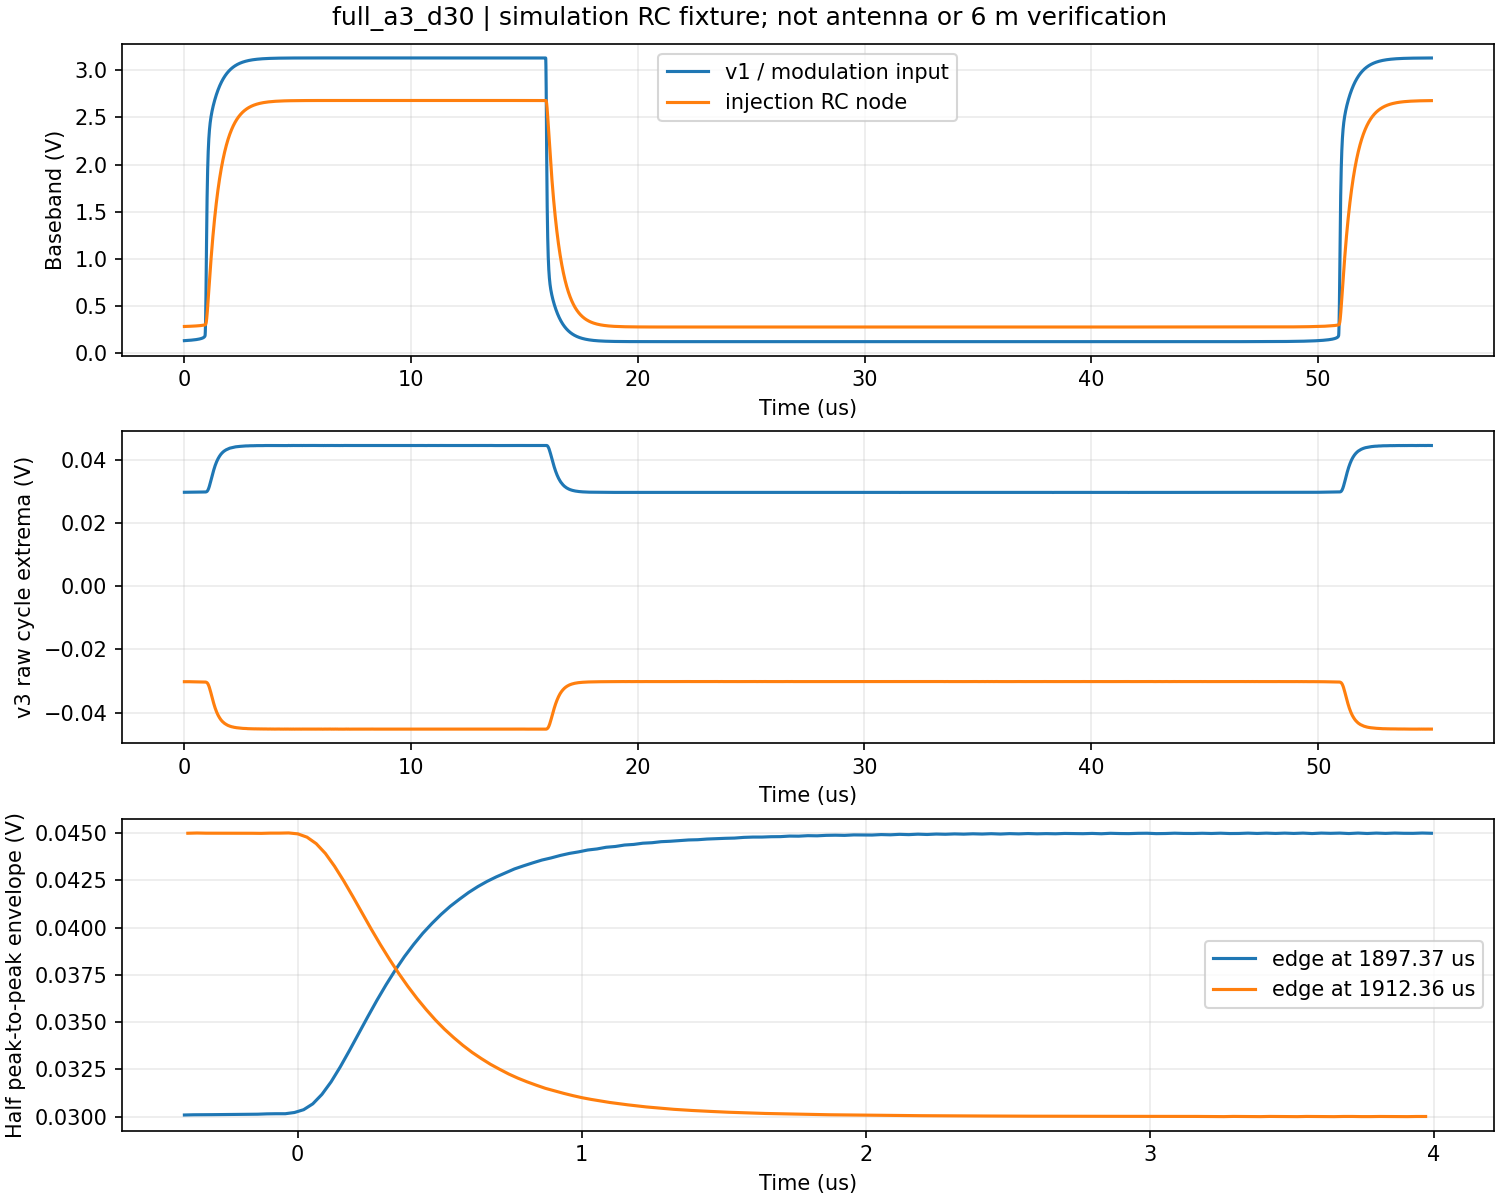 full_a3_d30 | simulation RC fixture; not antenna or 6 m verification
Baseband (V)
3.0
2.5
2.0
1.5
1.0
0.5
0.0
v1 / modulation input
injection RC node
0 10 20 30 40 50
Time (us)
v3 raw cycle extrema (V)
0.04
0.02
0.00
−0.02
−0.04
0 10 20 30 40 50
Time (us)
Half peak-to-peak envelope (V)
0.0450
0.0425
0.0400
0.0375
0.0350
0.0325
0.0300
edge at 1897.37 us
edge at 1912.36 us
0 1 2 3 4
Time (us)